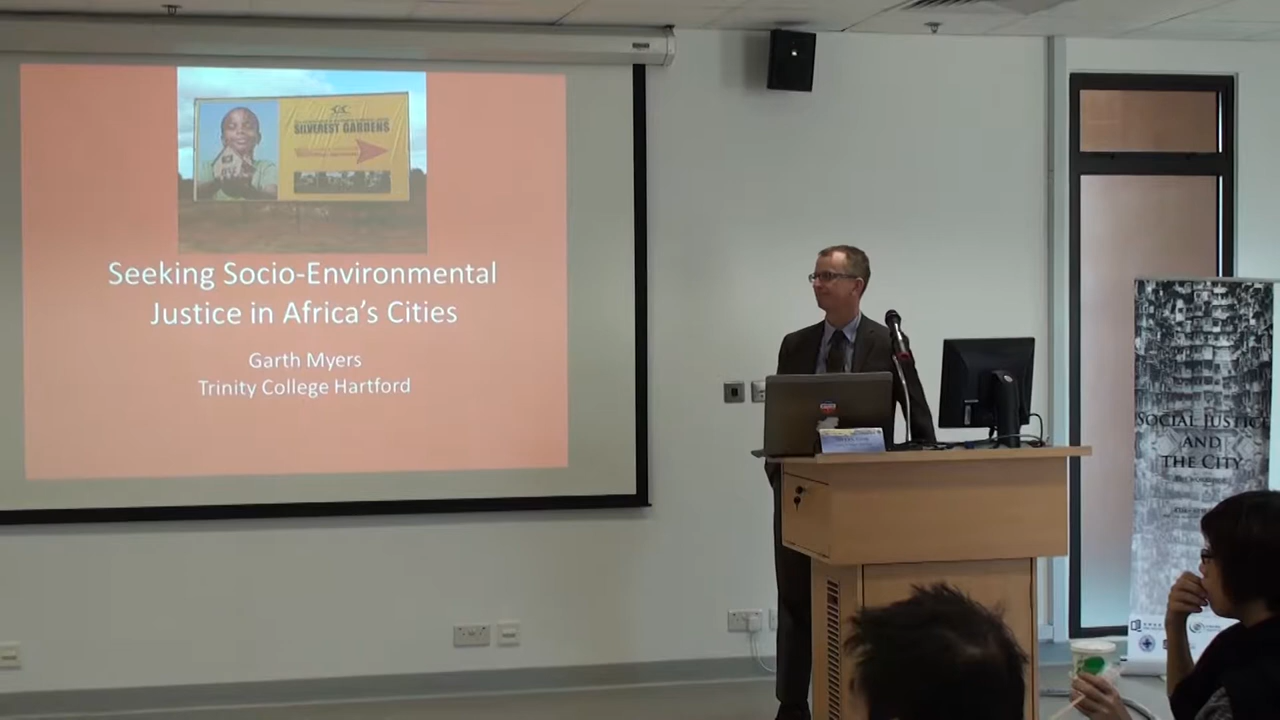 SILVEREST GARDENS
Seeking Socio-Environmental
Justice in Africa's Cities
Garth Myers
Trinity College Hartford
SOCIAL JUSTICE
AND
THE CITY